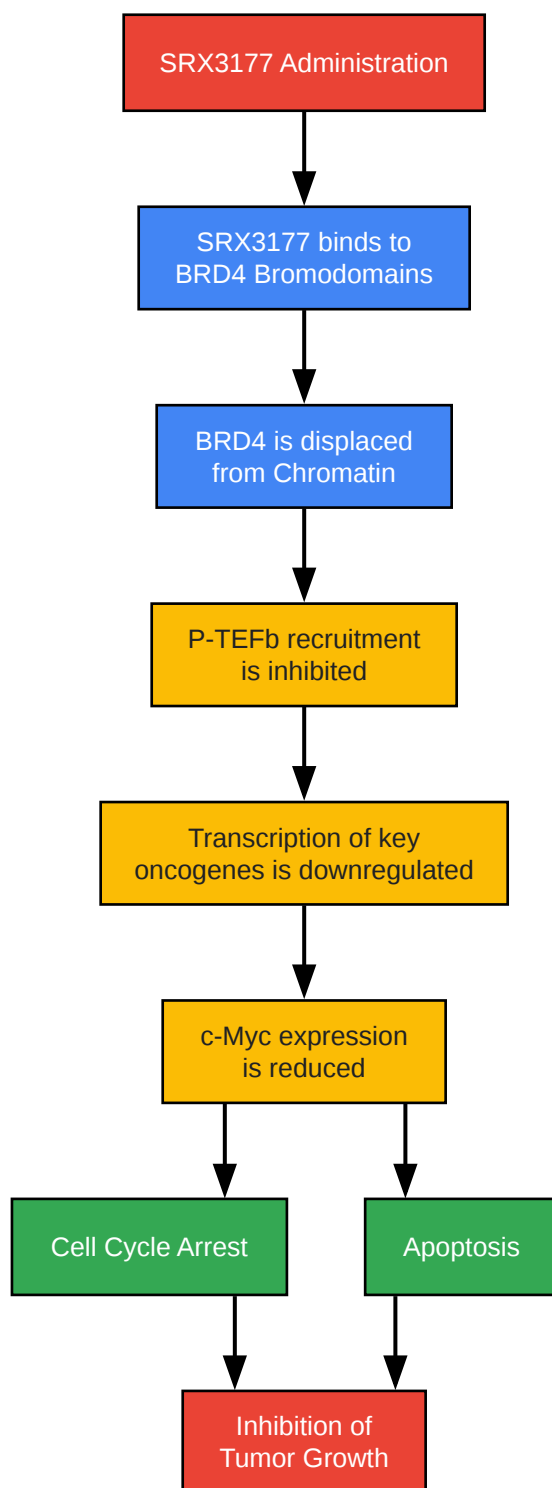 SRX3177 Administration
SRX3177 binds to
BRD4 Bromodomains
BRD4 is displaced
from Chromatin
P-TEFb recruitment
is inhibited
Transcription of key
oncogenes is downregulated
c-Myc expression
is reduced
Cell Cycle Arrest
Apoptosis
Inhibition of
Tumor Growth